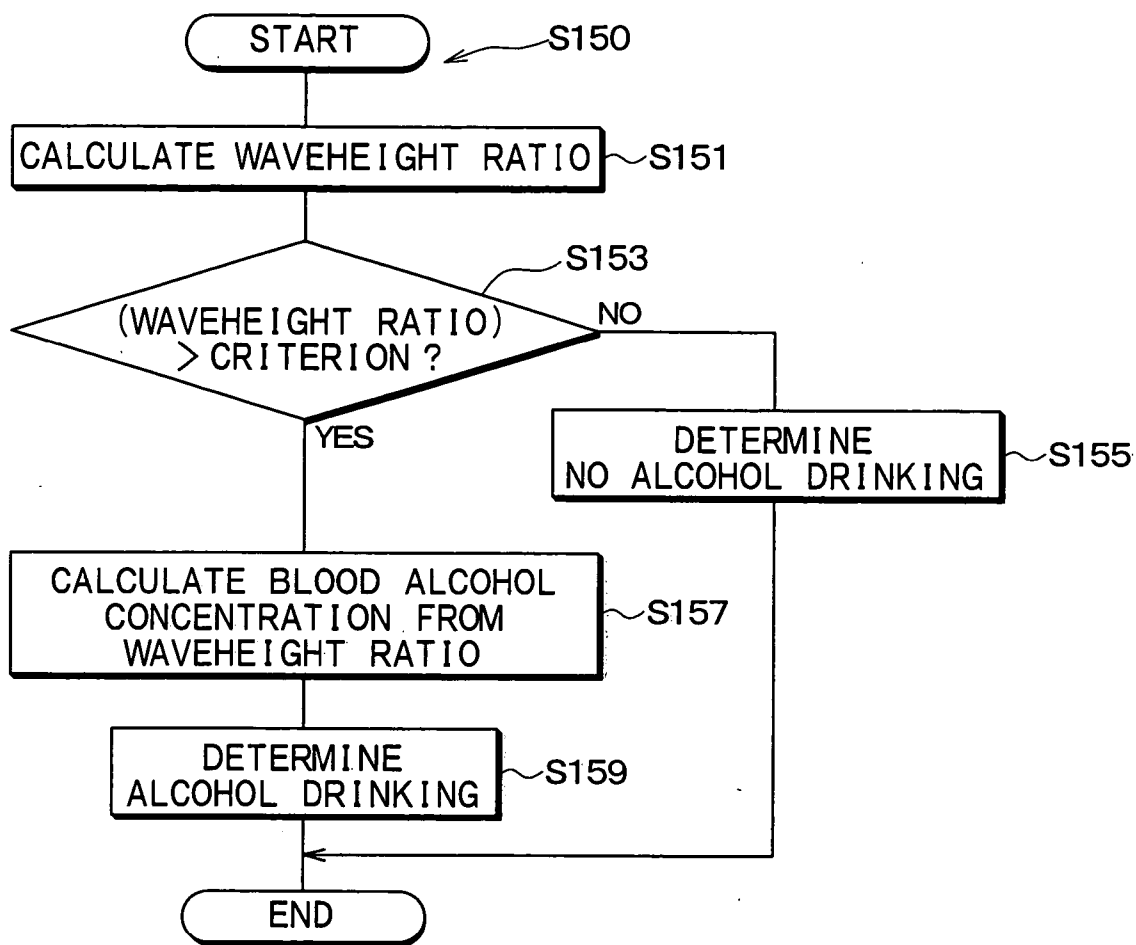 START
S150
CALCULATE WAVEHEIGHT RATIO
S151
S153
(WAVEHEIGHT RATIO)
> CRITERION ?
NO
YES
DETERMINE
NO ALCOHOL DRINKING
S155
CALCULATE BLOOD ALCOHOL
CONCENTRATION FROM
WAVEHEIGHT RATIO
S157
DETERMINE
ALCOHOL DRINKING
S159
END